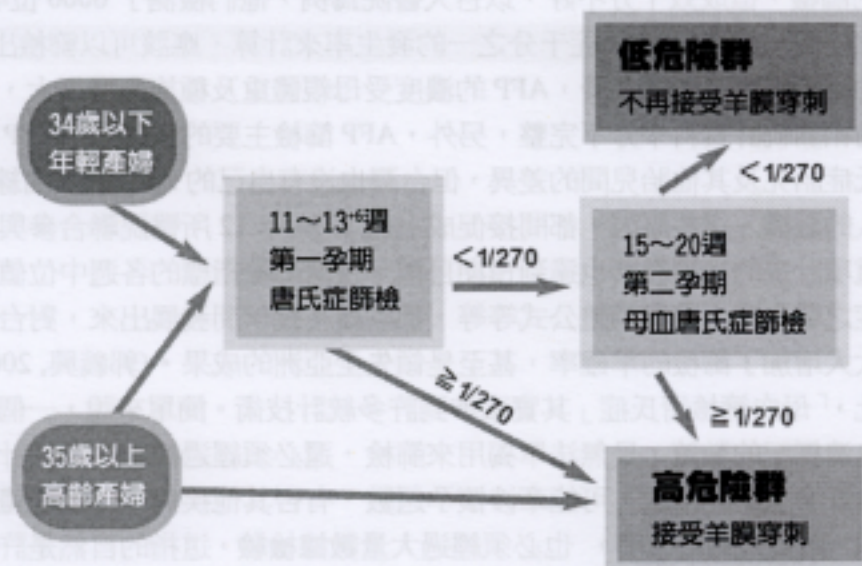 34歲以下
年輕產婦
11～13⁺⁶週
第一孕期
唐氏症篩檢
＜1/270
15～20週
第二孕期
母血唐氏症篩檢
＜1/270
低危險群
不再接受羊膜穿刺
≧1/270
≧1/270
35歲以上
高齡產婦
高危險群
接受羊膜穿刺